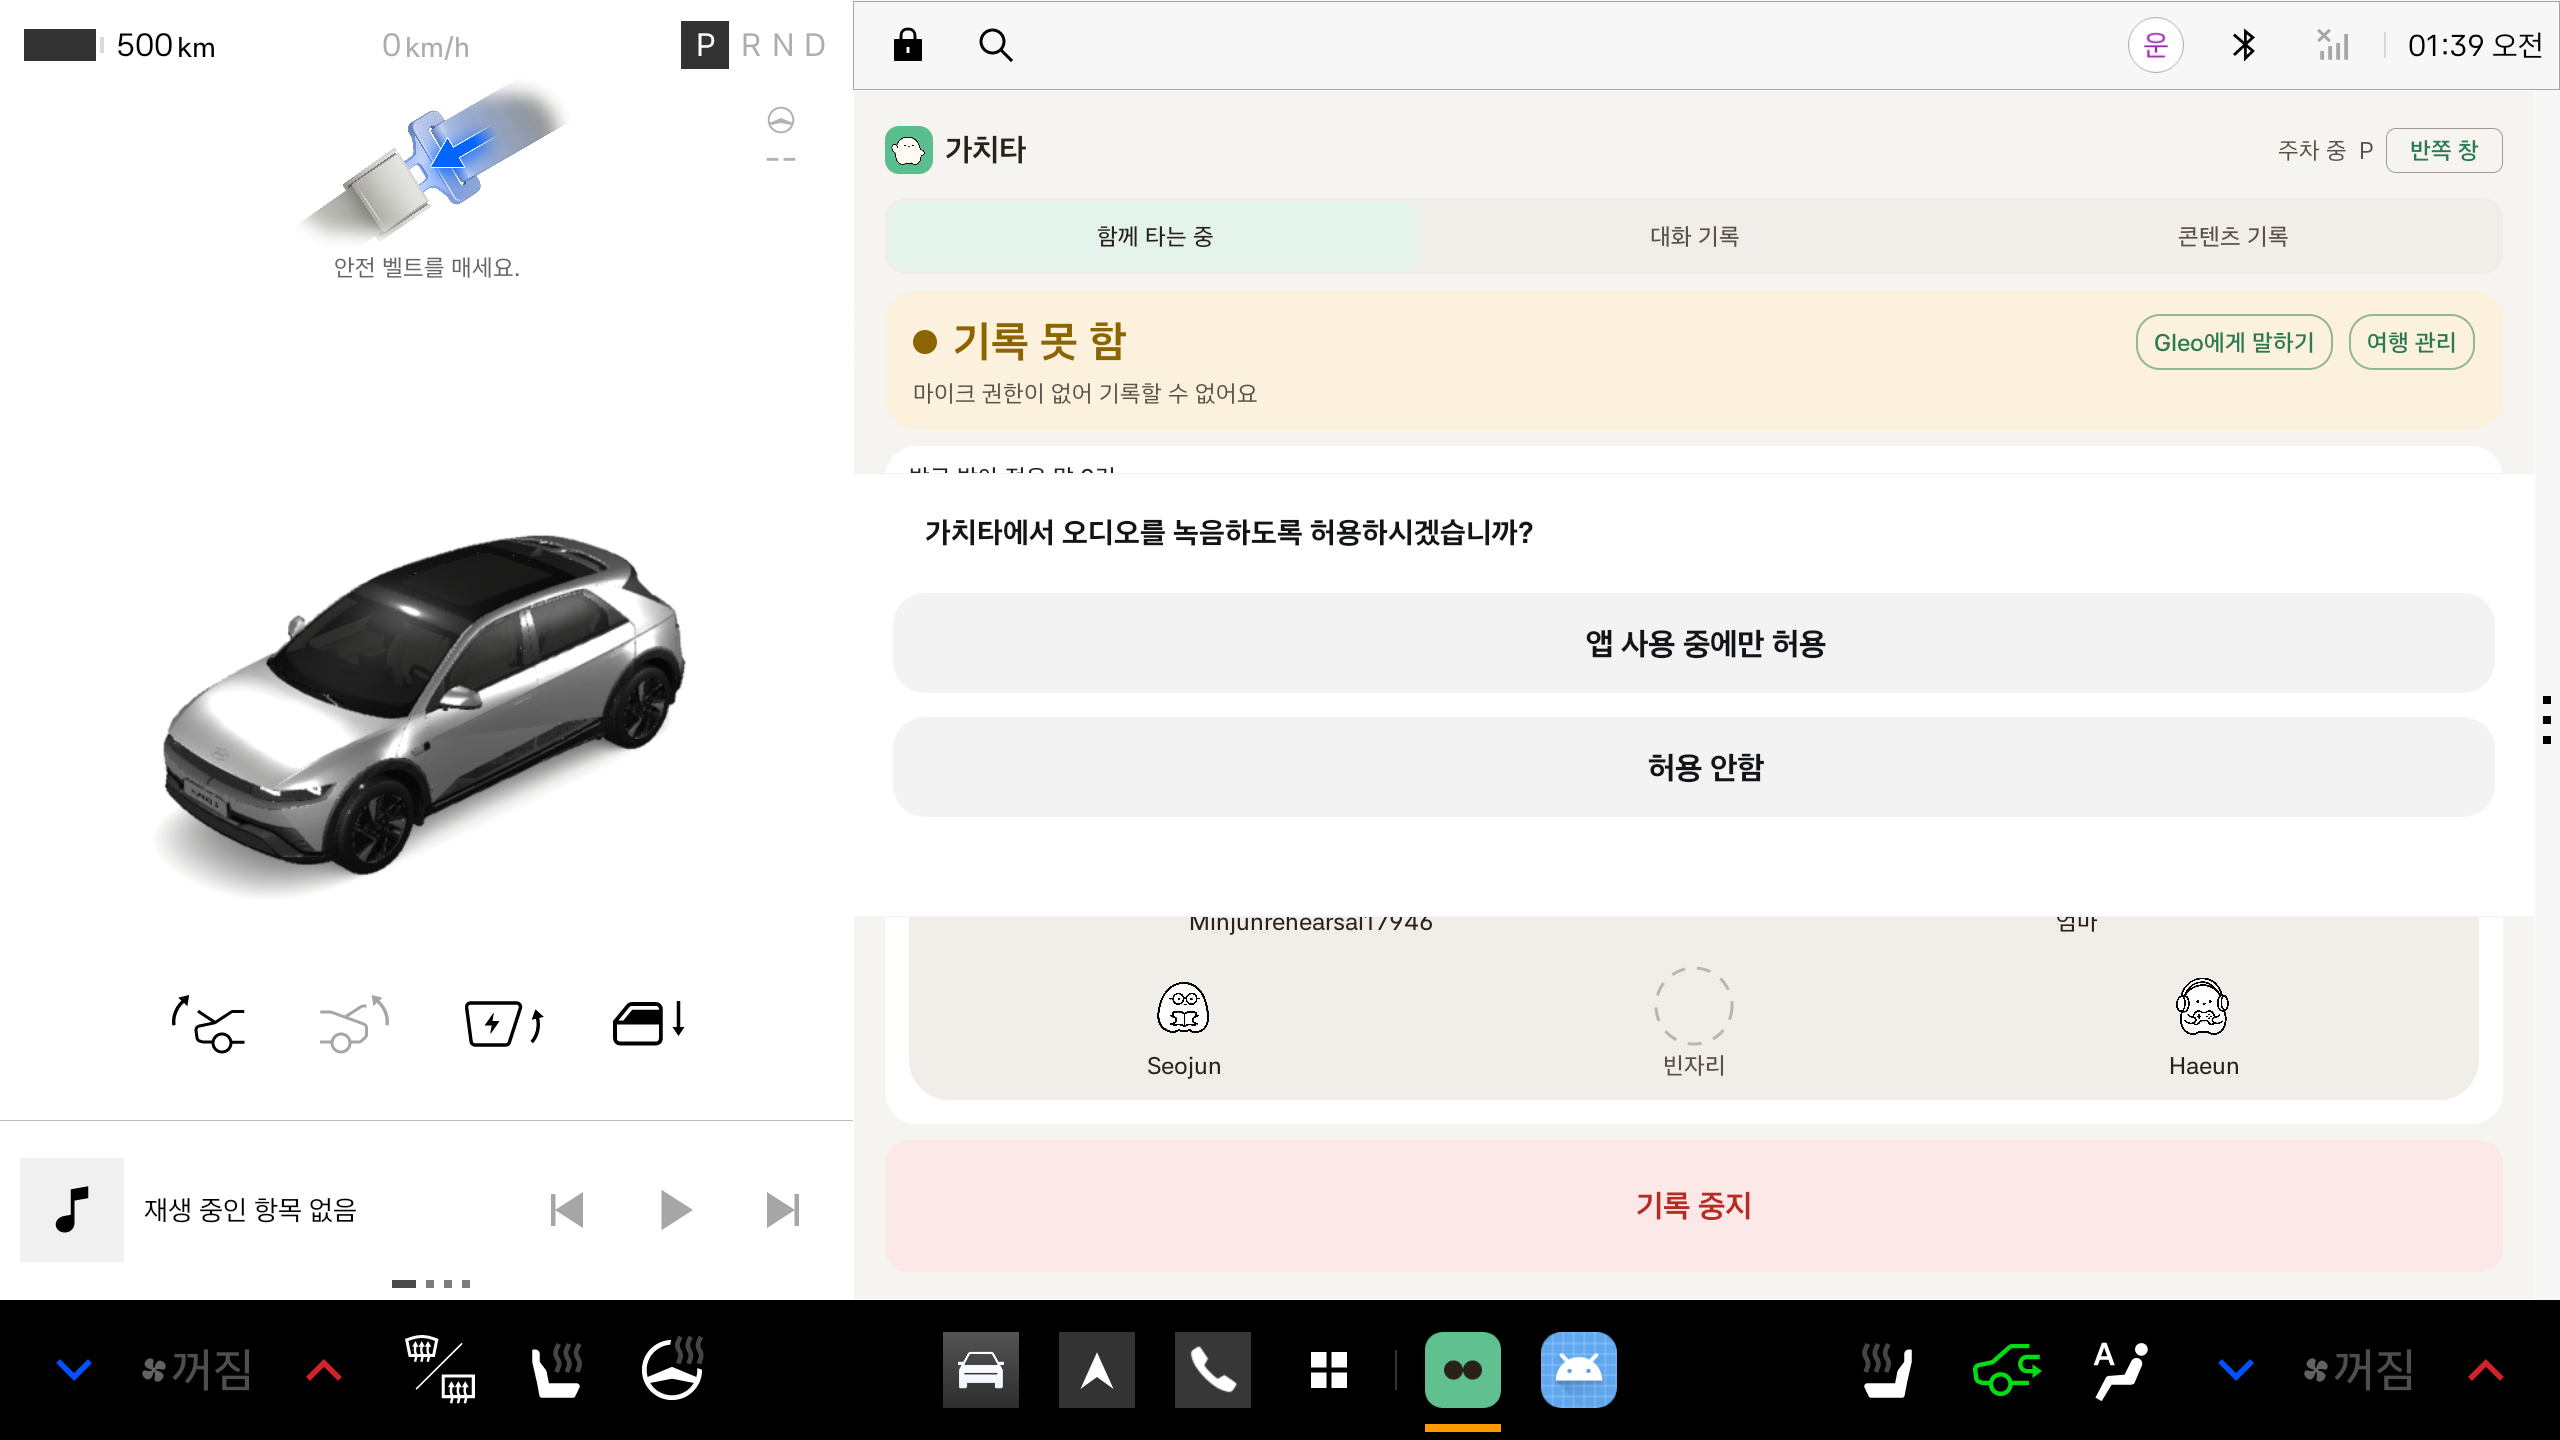 500 km
0 km/h
P R N D
안전 벨트를 매세요.
재생 중인 항목 없음
운
01:39 오전
가치타
주차 중 P
반쪽 창
함께 타는 중
대화 기록
콘텐츠 기록
기록 못 함
Gleo에게 말하기
여행 관리
마이크 권한이 없어 기록할 수 없어요
가치타에서 오디오를 녹음하도록 허용하시겠습니까?
앱 사용 중에만 허용
허용 안함
Minjunrehearsal17946
엄마
Seojun
빈자리
Haeun
기록 중지
꺼짐
A
꺼짐